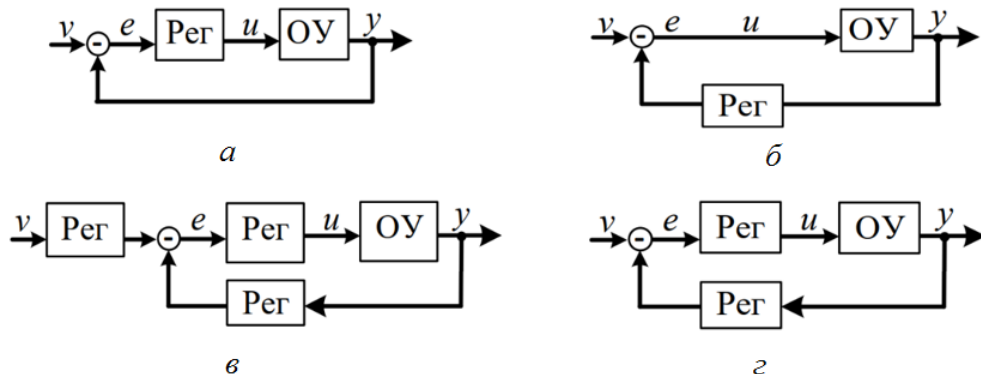 v e Рег u ОУ y
-
а
v e u ОУ y
-
Рег
б
v Рег e Рег u ОУ y
-
Рег
в
v e Рег u ОУ y
-
Рег
г